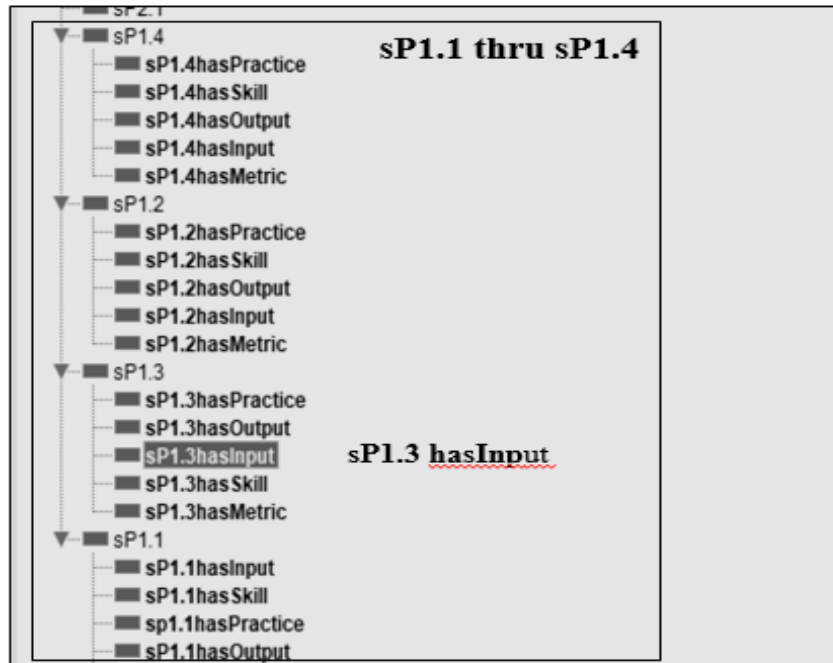 sP2.1
sP1.4
sP1.1 thru sP1.4
sP1.4hasPractice
sP1.4hasSkill
sP1.4hasOutput
sP1.4hasInput
sP1.4hasMetric
sP1.2
sP1.2hasPractice
sP1.2hasSkill
sP1.2hasOutput
sP1.2hasInput
sP1.2hasMetric
sP1.3
sP1.3hasPractice
sP1.3hasOutput
sP1.3hasInput
sP1.3 hasInput
sP1.3hasSkill
sP1.3hasMetric
sP1.1
sP1.1hasInput
sP1.1hasSkill
sp1.1hasPractice
sP1.1hasOutput